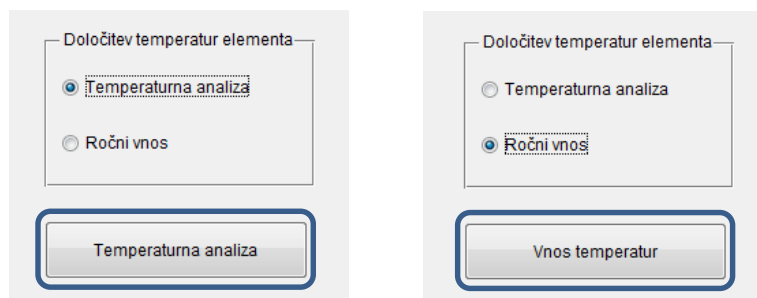 Določitev temperatur elementa
Temperaturna analiza
Ročni vnos
Temperaturna analiza
Določitev temperatur elementa
Temperaturna analiza
Ročni vnos
Vnos temperatur